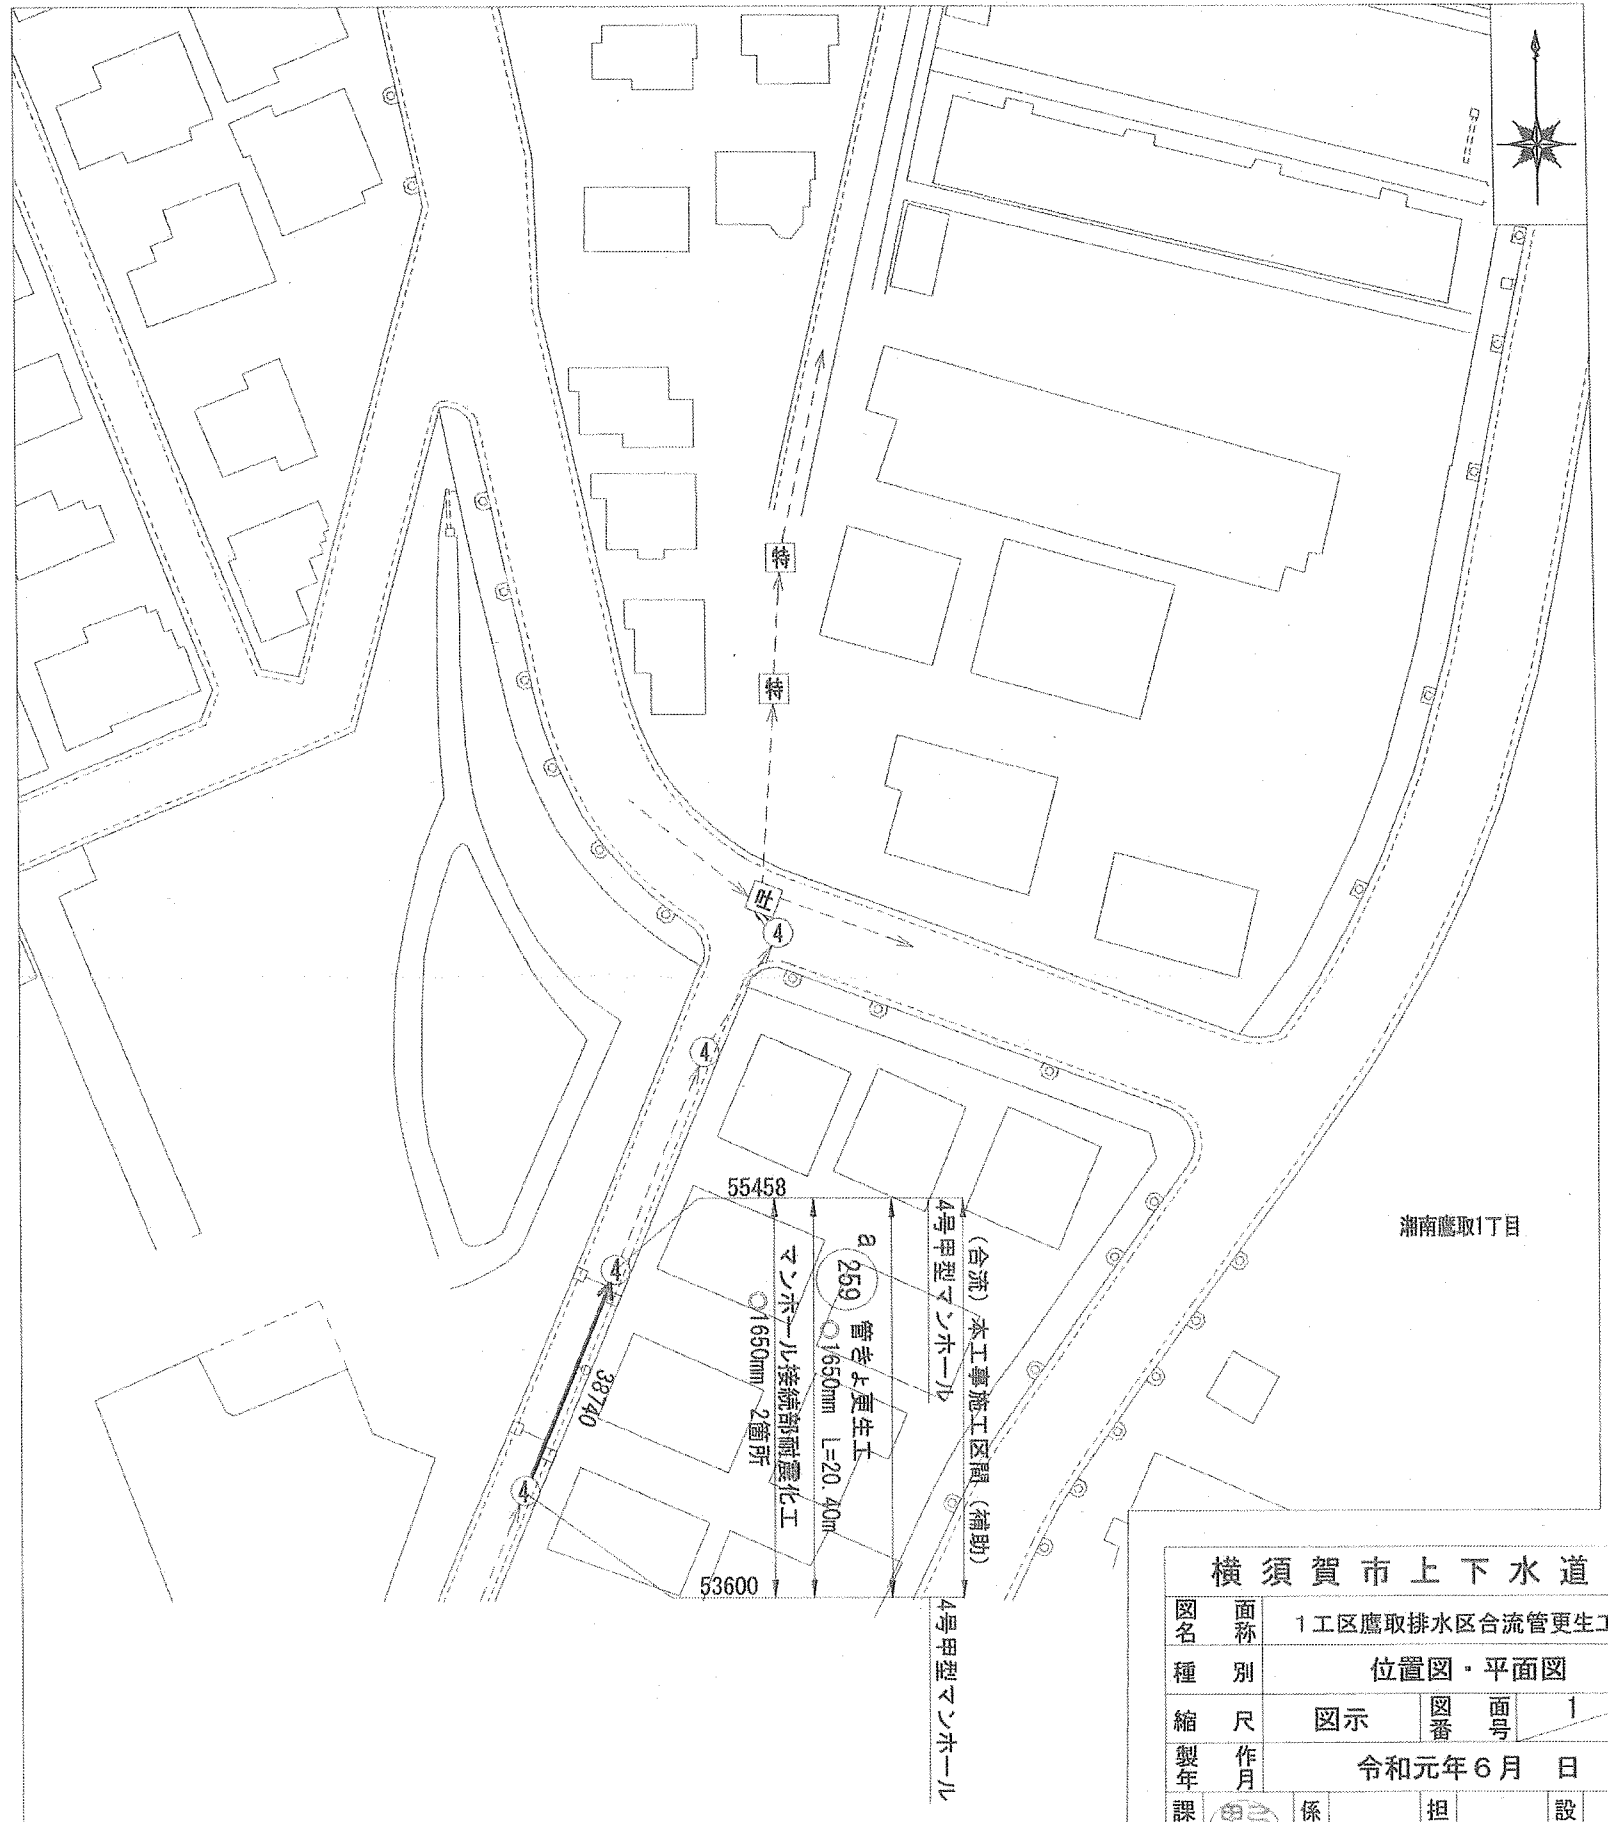 特
特
吐
4
4
湘南鷹取1丁目
55458
4
38740
4
53600
(合流) 本工事施工区間 (補助)
4号甲型マンホール
a
259
管きょ更生工
○1650mm L=20.40m
マンホール接続部耐震化工
○1650mm 2箇所
4号甲型マンホール
横須賀市上下水道
図面名称 1工区鷹取排水区合流管更生工
種別 位置図・平面図
縮尺 図示 図面番号 1
製作年月 令和元年6月 日
課 係 担 設